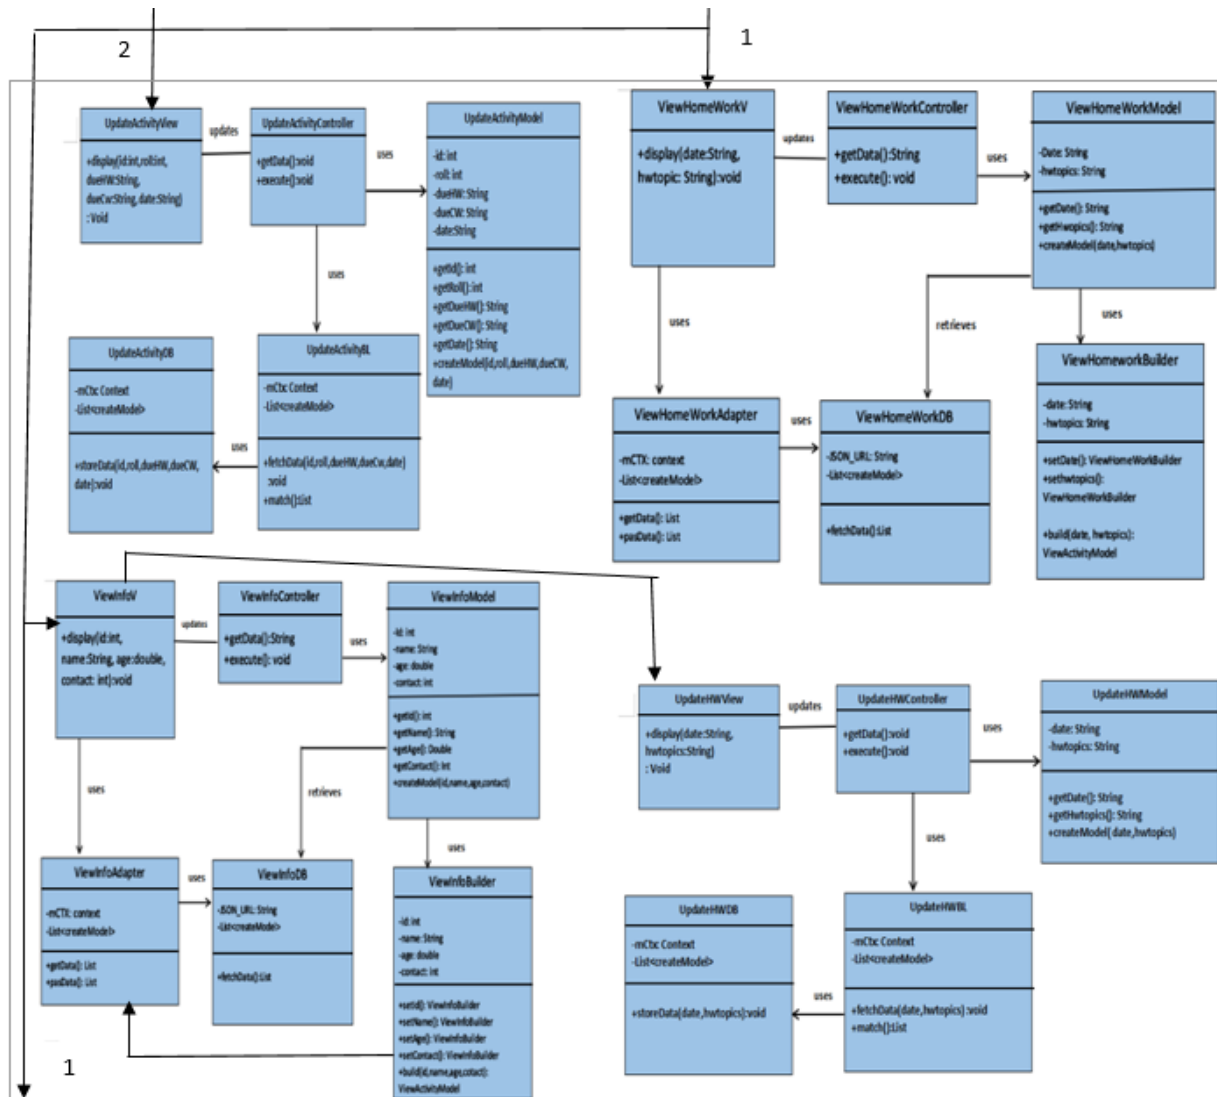 2
1
UpdateActivityView
+display(id:int,roll:int,
dueHW:String,
dueCw:String, date:String)
: Void
updates
UpdateActivityController
+getData():void
+execute():void
uses
UpdateActivityModel
-id: int
-roll: int
-dueHW: String
-dueCW: String
-date:String
+getId(): int
+getRoll():int
+getDueHW():String
+getDueCW(): String
+getDate(): String
+createModel(id,roll,dueHW,dueCW,
date)
uses
UpdateActivityDB
-mCtx: Context
-List<createModel>
+storeData(id,roll,dueHW,dueCW,
date):void
uses
UpdateActivityBL
-mCtx: Context
-List<createModel>
+fetchData(id,roll,dueHW,dueCw,date)
:void
+match():List
ViewHomeWorkV
+display(date:String,
hwtopic: String):void
updates
ViewHomeWorkController
+getData():String
+execute(): void
uses
ViewHomeWorkModel
-Date: String
-hwtopics: String
+getDate(): String
+getHwopics(): String
+createModel(date,hwtopics)
uses
retrieves
uses
ViewHomeWorkAdapter
-mCTX: context
-List<createModel>
+getData(): List
+pasData(): List
uses
ViewHomeWorkDB
-JSON_URL: String
-List<createModel>
+fetchData():List
ViewHomeworkBuilder
-date: String
-hwtopics: String
+setDate(): ViewHomeWorkBuilder
+sethwtopics():
ViewHomeWorkBuilder
+build(date, hwtopics):
ViewActivityModel
ViewInfoV
+display(id:int,
name:String, age:double,
contact: int):void
updates
ViewInfoController
+getData():String
+execute(): void
uses
ViewInfoModel
-Id: int
-name: String
-age: double
-contact: int
+getId(): int
+getName(): String
+getAge(): Double
+getContact(): Int
+createModel(id,name,age,contact)
uses
retrieves
uses
ViewInfoAdapter
-mCTX: context
-List<createModel>
+getData(): List
+pasData(): List
uses
ViewInfoDB
-JSON_URL: String
-List<createModel>
+fetchData():List
ViewInfoBuilder
-id: int
-name: String
-age: double
-contact: int
+setId(): ViewInfoBuilder
+setName(): ViewInfoBuilder
+setAge(): ViewInfoBuilder
+setContact(): ViewInfoBuilder
+build(id,name,age,cotact):
ViewActivityModel
1
UpdateHWView
+display(date:String,
hwtopics:String)
: Void
updates
UpdateHWController
+getData():void
+execute():void
uses
UpdateHWModel
-date: String
-hwtopics: String
+getDate(): String
+getHwtopics(): String
+createModel( date,hwtopics)
uses
UpdateHWDB
-mCtx: Context
-List<createModel>
+storeData(date,hwtopics):void
uses
UpdateHWBL
-mCtx: Context
-List<createModel>
+fetchData(date,hwtopics) :void
+match():List